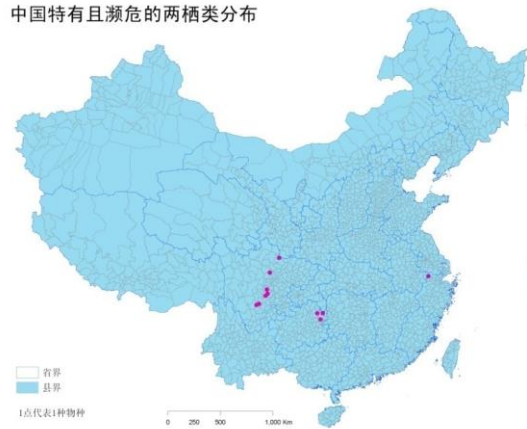 中国特有且濒危的两栖类分布
省界
县界
1点代表1种物种
0 250 500 1,000 Km